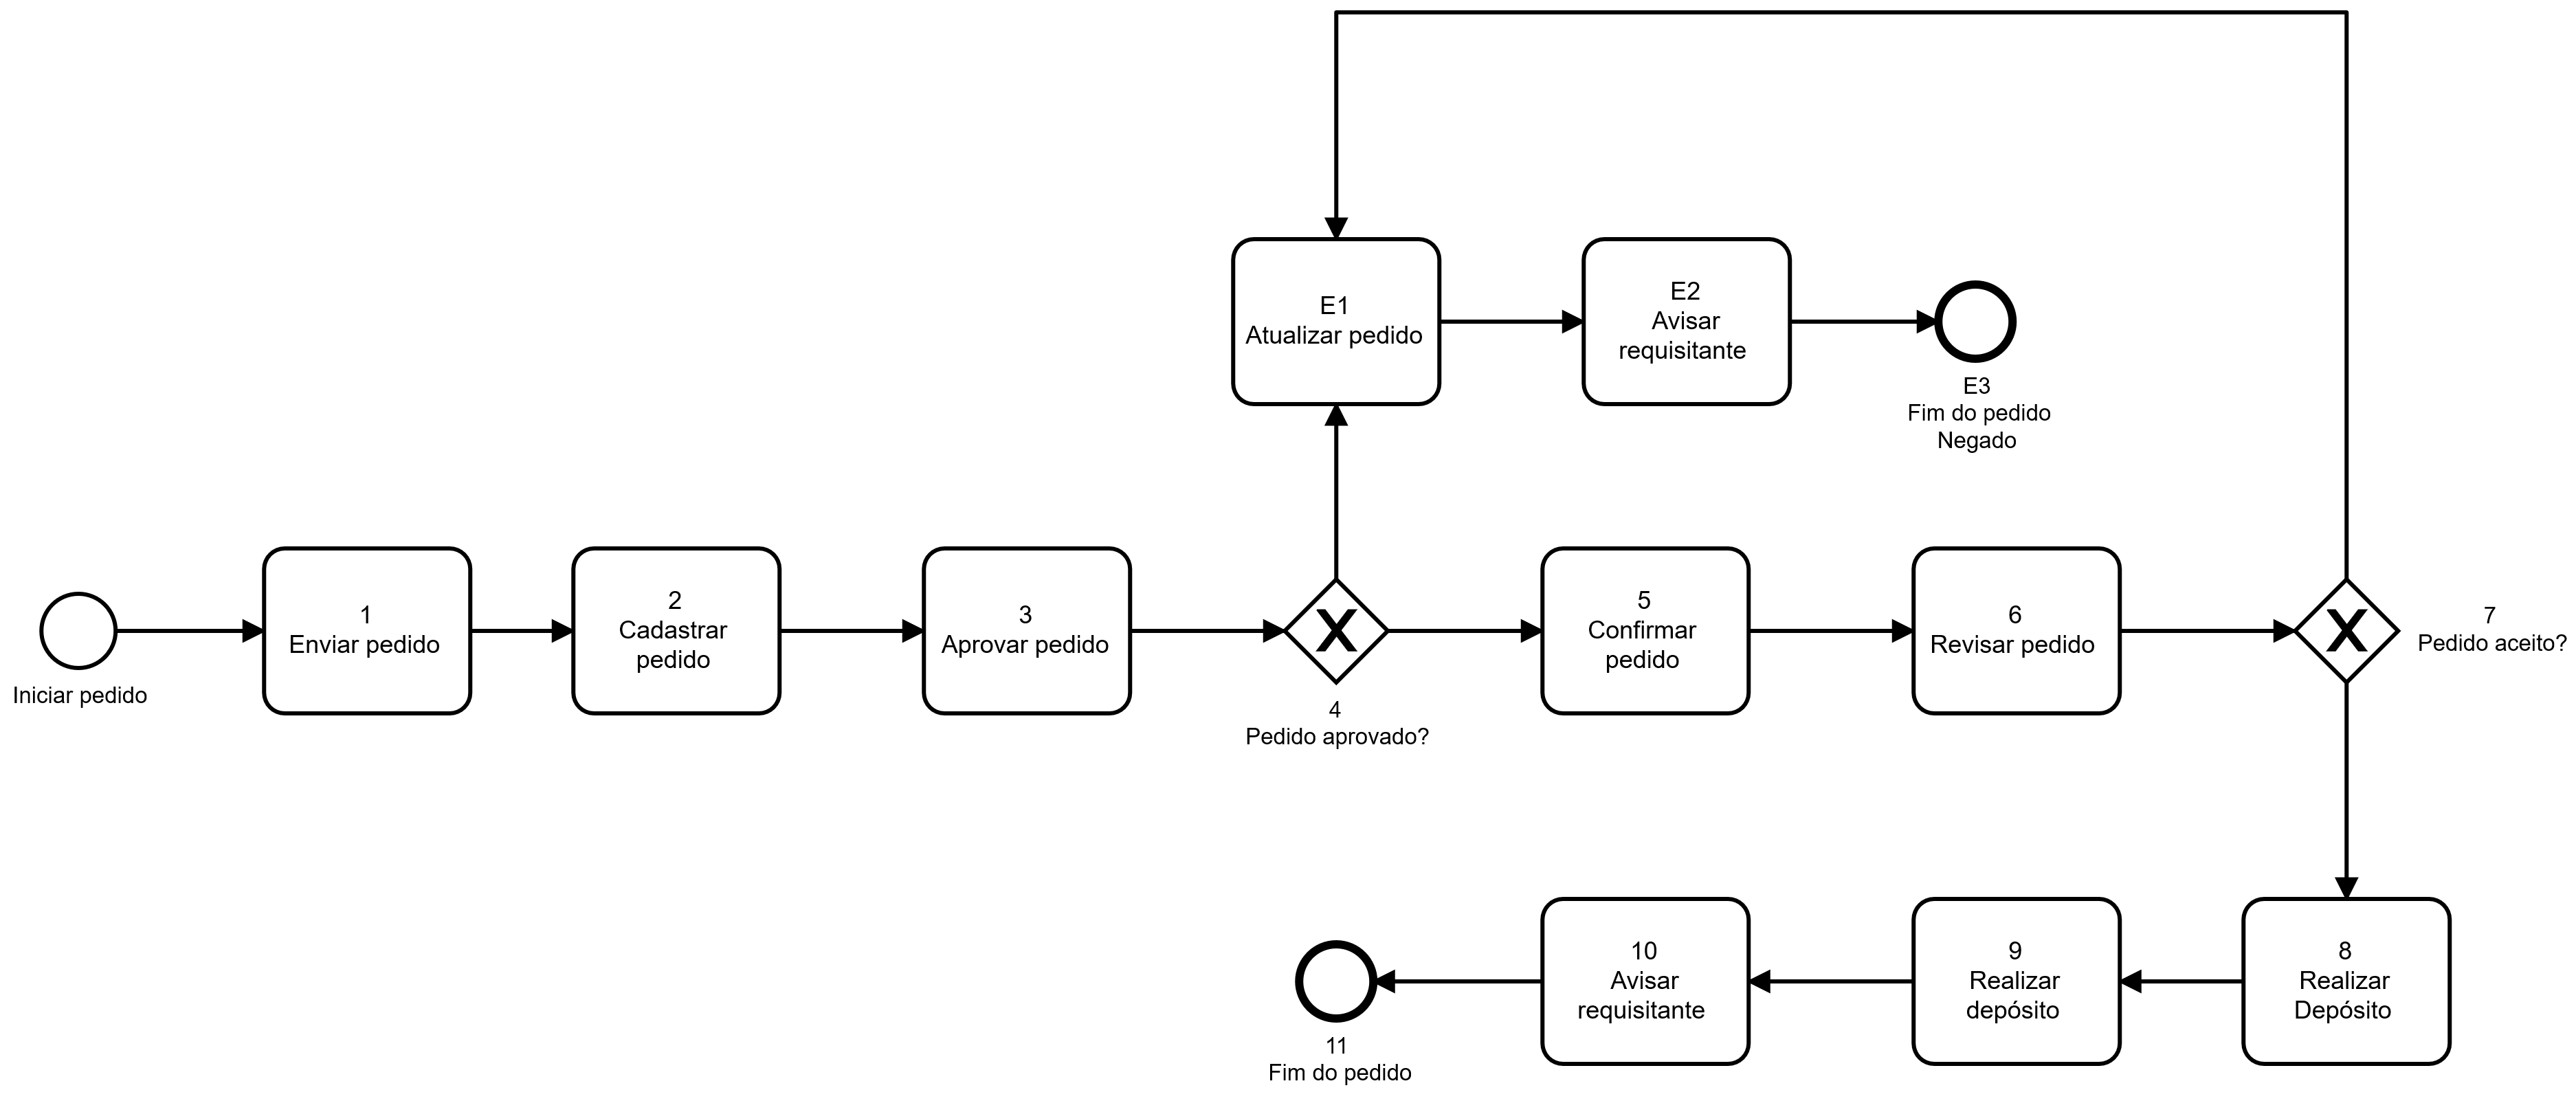 E1
Atualizar pedido
E2
Avisar
requisitante
E3
Fim do pedido
Negado
Iniciar pedido
1
Enviar pedido
2
Cadastrar
pedido
3
Aprovar pedido
X
4
Pedido aprovado?
5
Confirmar
pedido
6
Revisar pedido
X
7
Pedido aceito?
8
Realizar
Depósito
9
Realizar
depósito
10
Avisar
requisitante
11
Fim do pedido